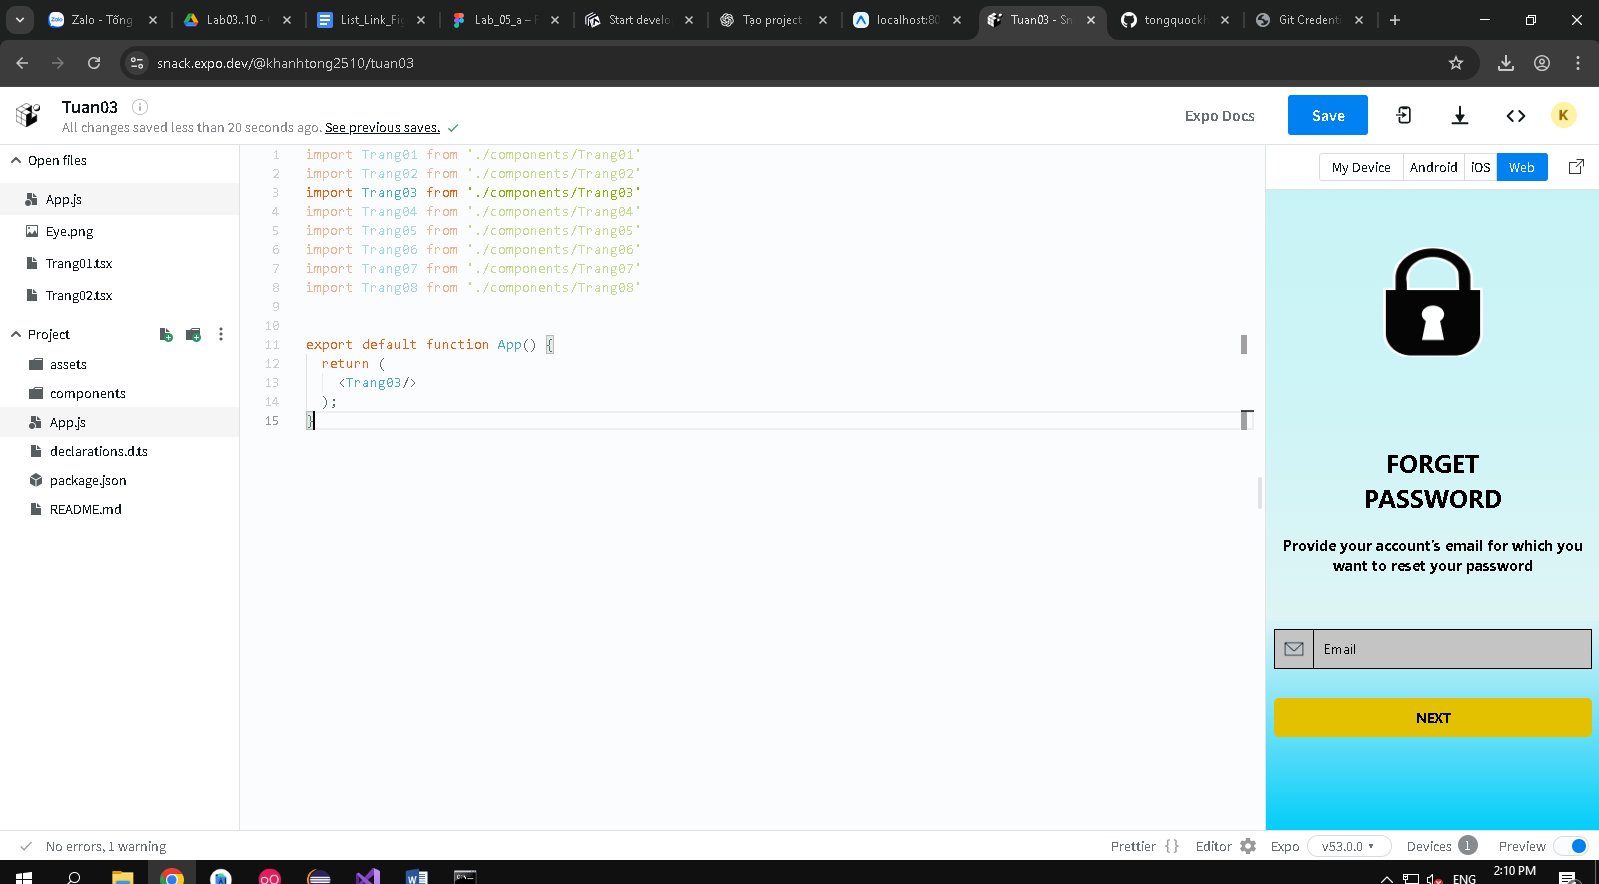 Zalo - Tống
Lab03..10 -
List_Link_Fi
Lab_05_a – F
Start develo
Tạo project
localhost:80
Tuan03 - Sn
tongquockh
Git Credenti
snack.expo.dev/@khanhtong2510/tuan03
Tuan03
All changes saved less than 20 seconds ago. See previous saves.
Expo Docs
Save
K
Open files
App.js
Eye.png
Trang01.tsx
Trang02.tsx
Project
assets
components
App.js
declarations.d.ts
package.json
README.md
1 import Trang01 from './components/Trang01'
2 import Trang02 from './components/Trang02'
3 import Trang03 from './components/Trang03'
4 import Trang04 from './components/Trang04'
5 import Trang05 from './components/Trang05'
6 import Trang06 from './components/Trang06'
7 import Trang07 from './components/Trang07'
8 import Trang08 from './components/Trang08'
9
10
11 export default function App() {
12 return (
13 <Trang03/>
14 );
15 }
My Device Android iOS Web
FORGET
PASSWORD
Provide your account's email for which you
want to reset your password
Email
NEXT
No errors, 1 warning
Prettier {} Editor Expo v53.0.0 Devices 1 Preview
ENG
2:10 PM